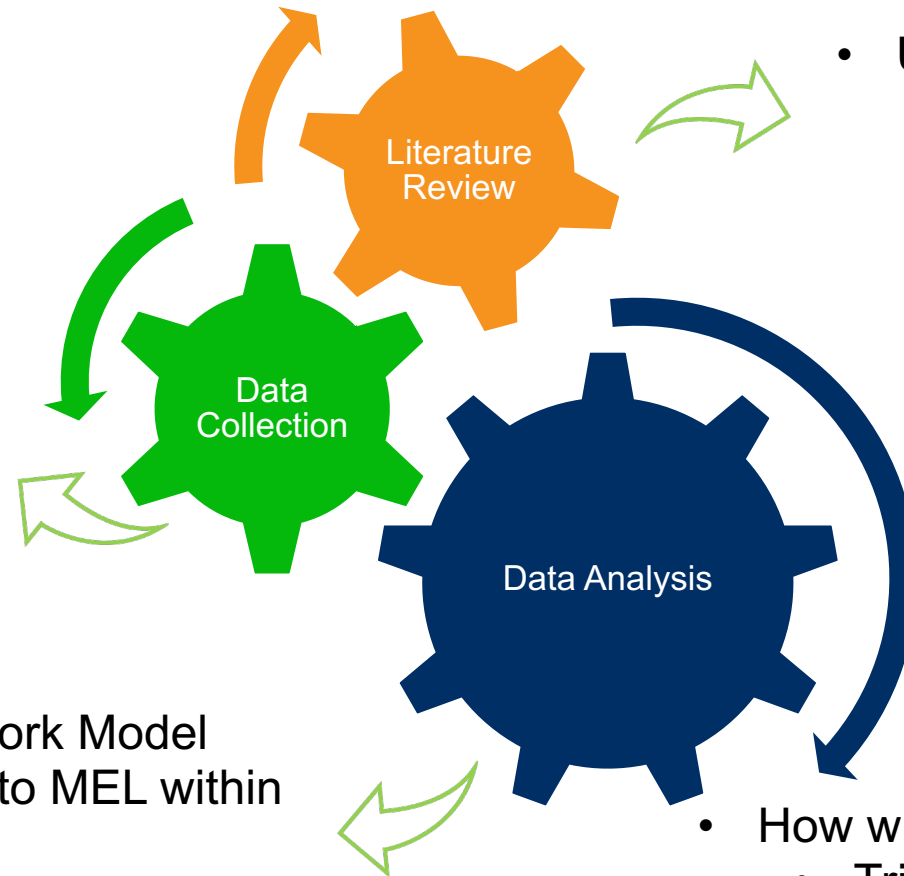 Literature
Review
Data
Collection
Data Analysis
ork Model
to MEL within
• How w